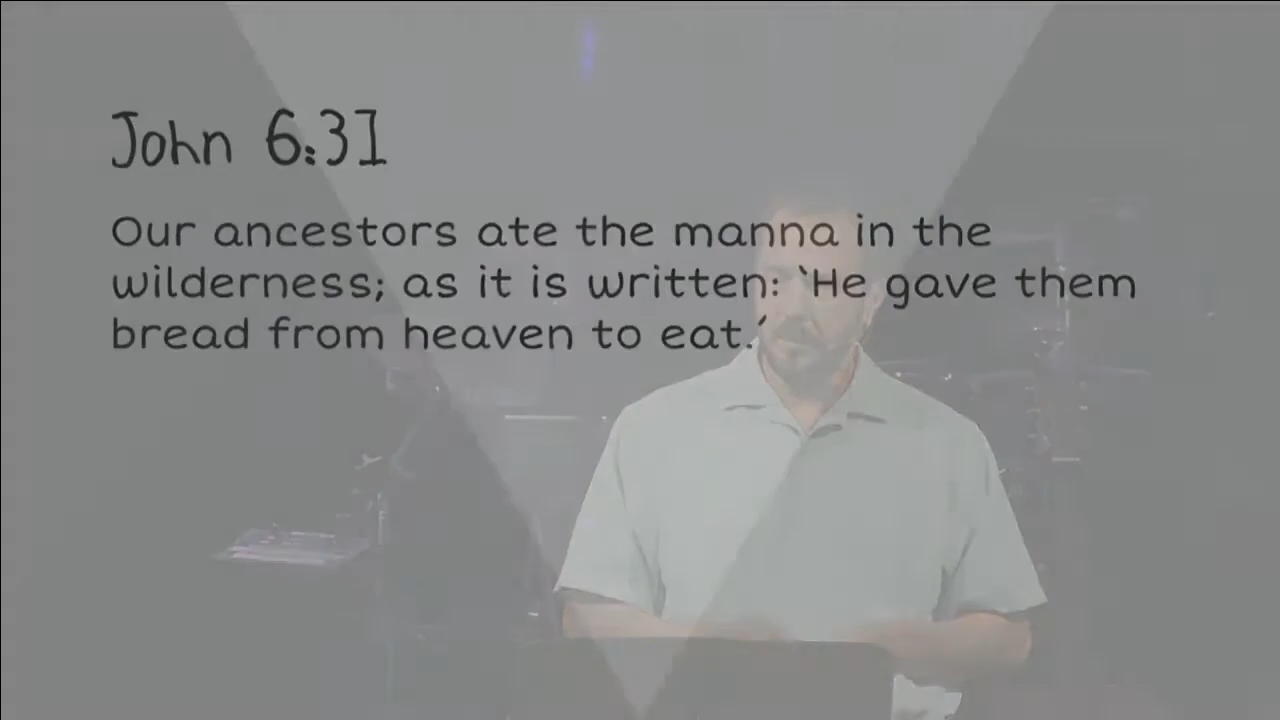 John 6:31
Our ancestors ate the manna in the
wilderness; as it is written: ‘He gave them
bread from heaven to eat.’